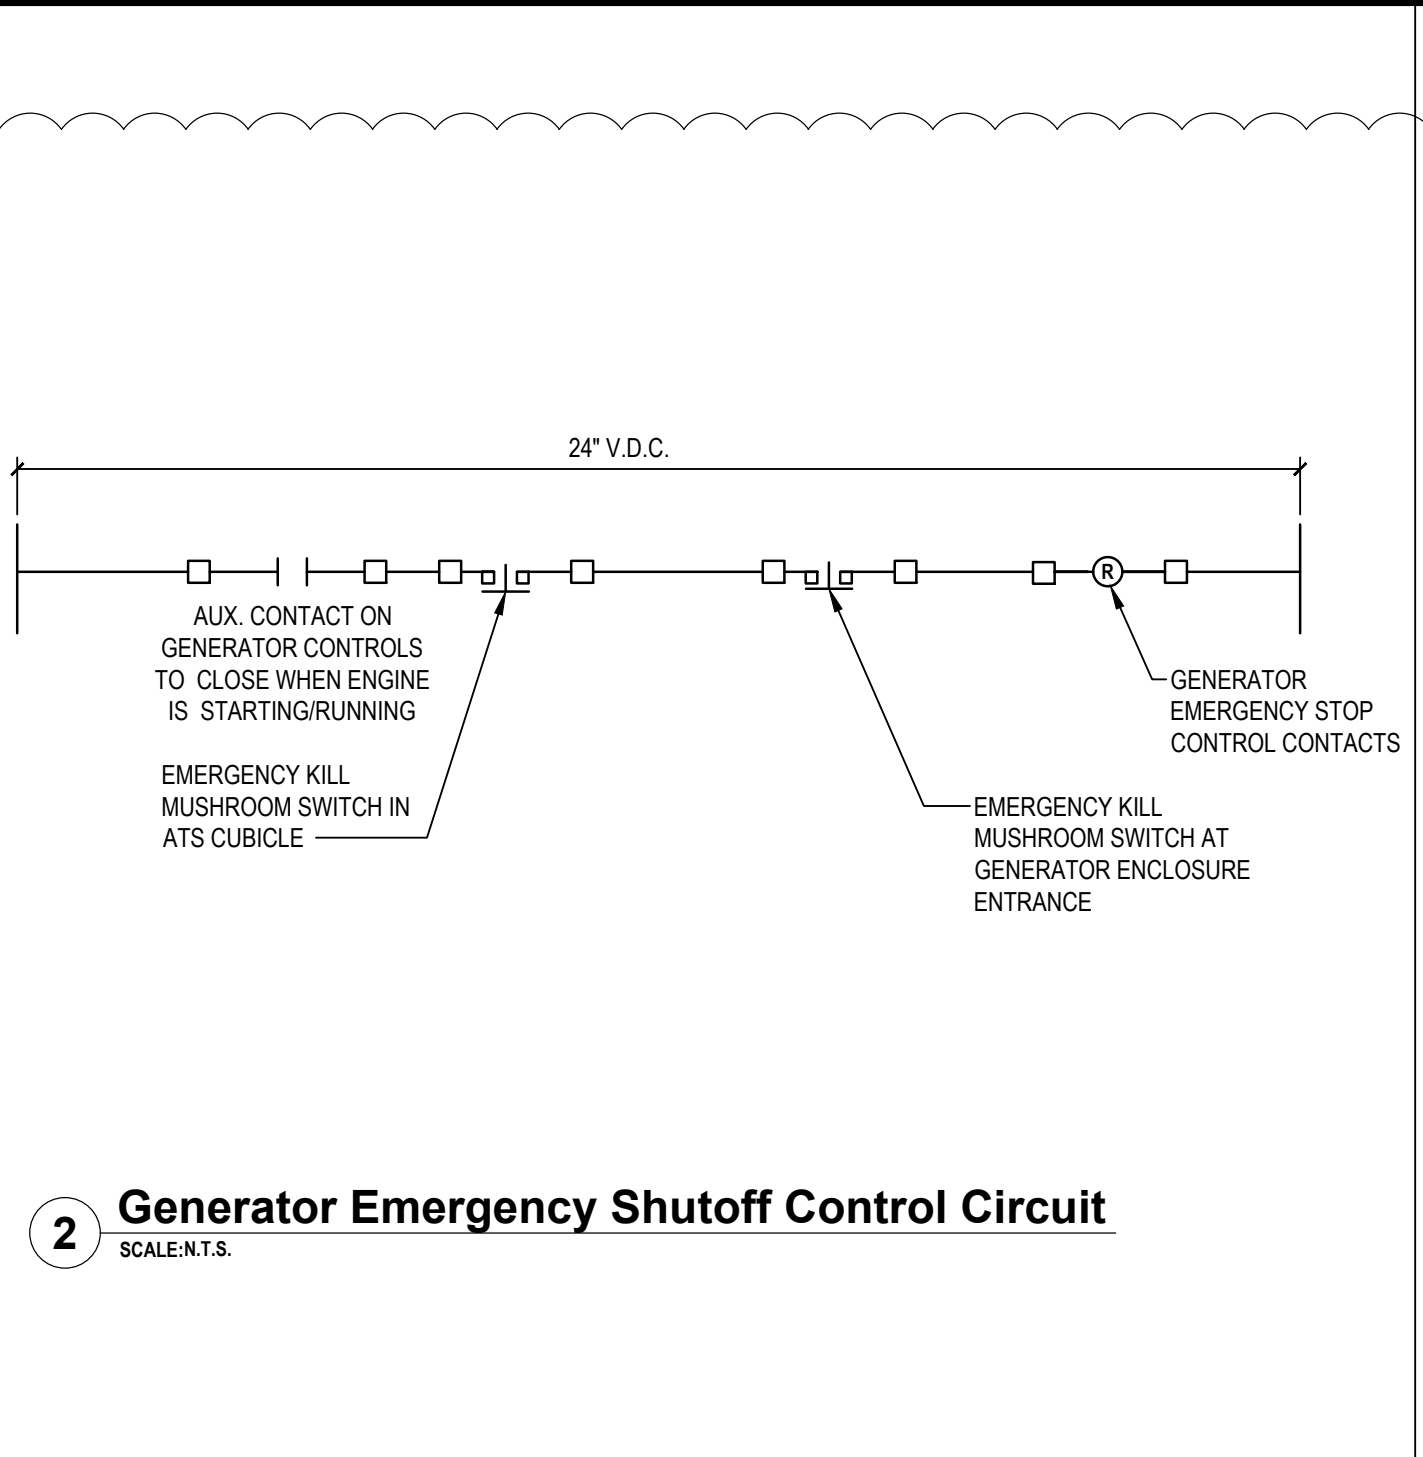 24" V.D.C.
R
AUX. CONTACT ON
GENERATOR CONTROLS
TO CLOSE WHEN ENGINE
IS STARTING/RUNNING
EMERGENCY KILL
MUSHROOM SWITCH IN
ATS CUBICLE
GENERATOR
EMERGENCY STOP
CONTROL CONTACTS
EMERGENCY KILL
MUSHROOM SWITCH AT
GENERATOR ENCLOSURE
ENTRANCE
2
Generator Emergency Shutoff Control Circuit
SCALE:N.T.S.